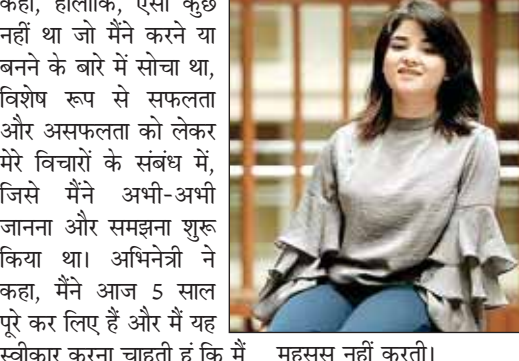 कहा, हालांकि, ऐसा कुछ
नहीं था जो मैंने करने या
बनने के बारे में सोचा था,
विशेष रूप से सफलता
और असफलता को लेकर
मेरे विचारों के संबंध में,
जिसे मैंने अभी-अभी
जानना और समझना शुरू
किया था। अभिनेत्री ने
कहा, मैंने आज 5 साल
पूरे कर लिए हैं और मैं यह
स्वीकार करना चाहती हूं कि मैं
महसूस नहीं करती।